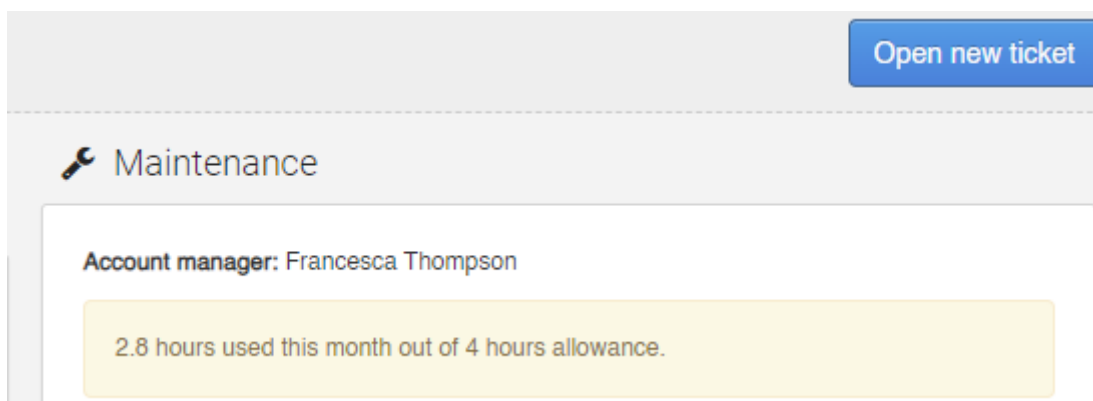 Open new ticket
Maintenance
Account manager: Francesca Thompson
2.8 hours used this month out of 4 hours allowance.